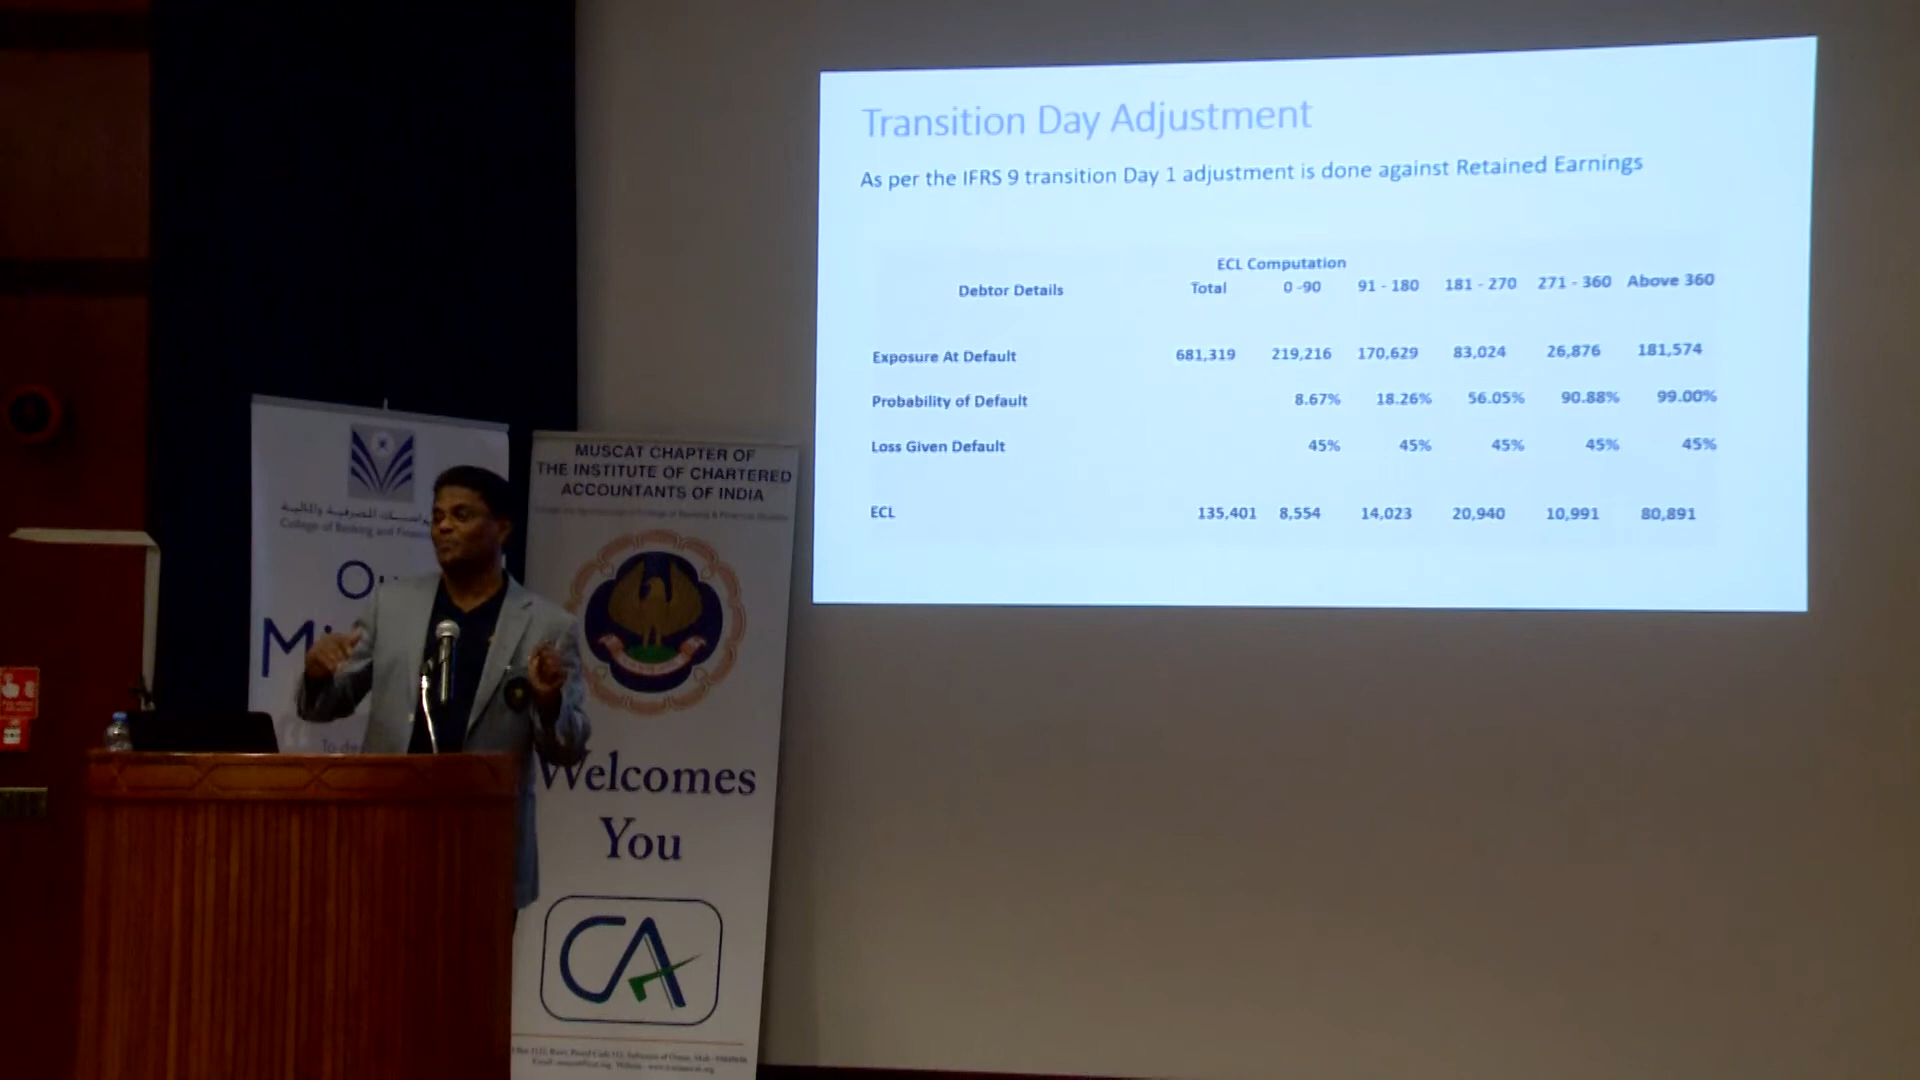 Transition Day Adjustment
As per the IFRS 9 transition Day 1 adjustment is done against Retained Earnings
ECL Computation
Debtor Details Total 0 -90 91 - 180 181 - 270 271 - 360 Above 360
Exposure At Default 681,319 219,216 170,629 83,024 26,876 181,574
Probability of Default 8.67% 18.26% 56.05% 90.88% 99.00%
Loss Given Default 45% 45% 45% 45% 45%
ECL 135,401 8,554 14,023 20,940 10,991 80,891
College of Banking and
MUSCAT CHAPTER OF
THE INSTITUTE OF CHARTERED
ACCOUNTANTS OF INDIA
Welcomes
You
CA